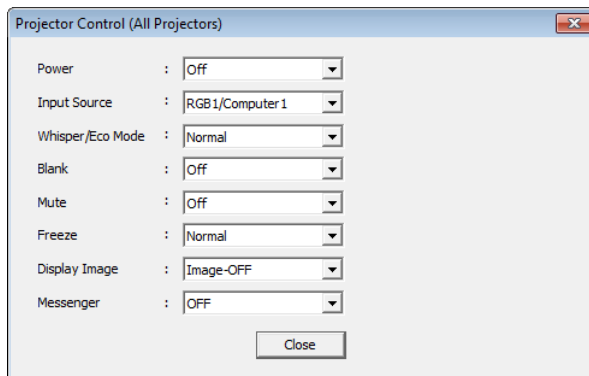 Projector Control (All Projectors)
Power : Off
Input Source : RGB1/Computer1
Whisper/Eco Mode : Normal
Blank : Off
Mute : Off
Freeze : Normal
Display Image : Image-OFF
Messenger : OFF
Close